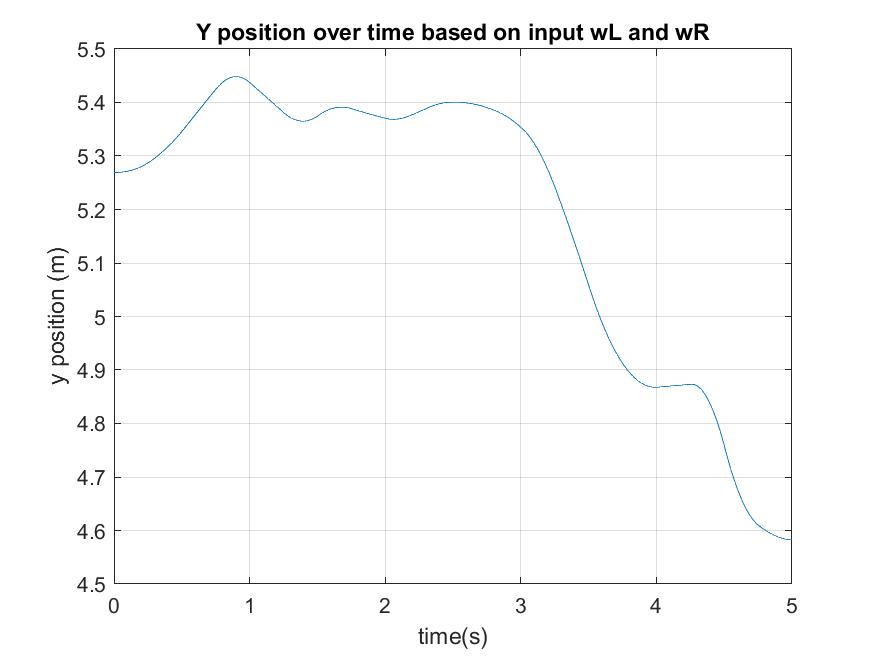 Y position over time based on input wL and wR
5.5
5.4
5.3
5.2
5.1
5
4.9
4.8
4.7
4.6
4.5
y position (m)
0 1 2 3 4 5
time(s)